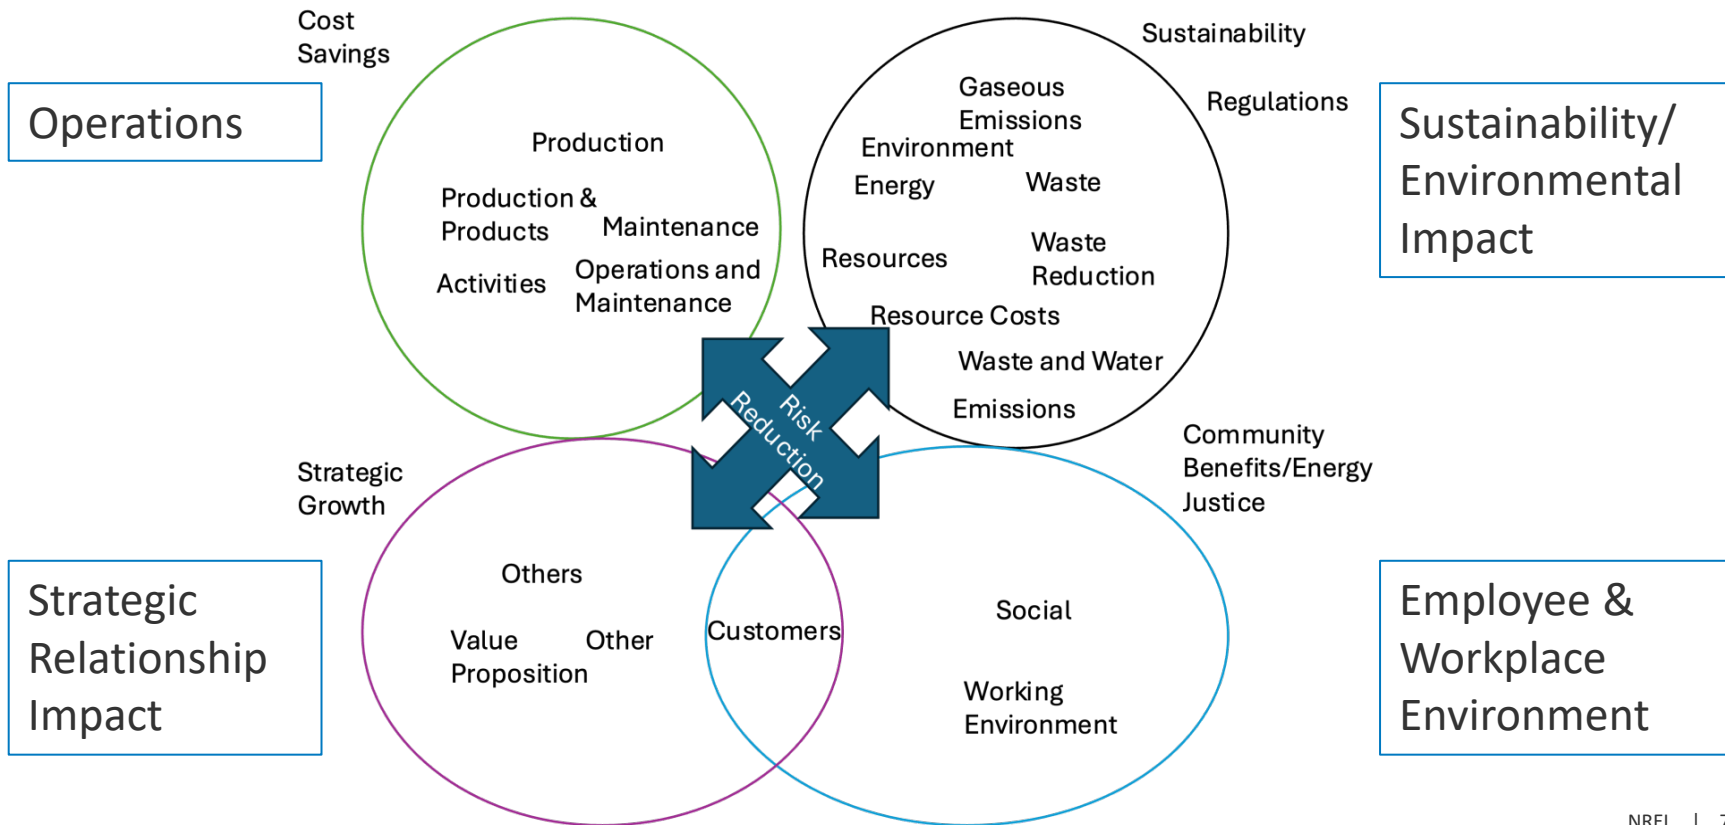 Cost
Savings
Operations
Production
Production &
Products
Maintenance
Activities
Operations and
Maintenance
Sustainability
Regulations
Gaseous
Emissions
Environment
Energy
Waste
Resources
Waste
Reduction
Resource Costs
Waste and Water
Emissions
Sustainability/
Environmental
Impact
Risk
Reduction
Strategic
Growth
Strategic
Relationship
Impact
Others
Value
Proposition
Other
Customers
Community
Benefits/Energy
Justice
Social
Working
Environment
Employee &
Workplace
Environment
NREL | 7